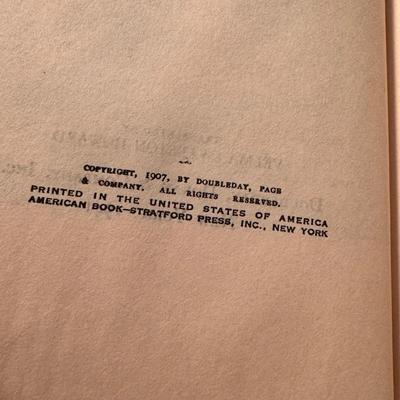 COPYRIGHT, 1907, BY DOUBLEDAY, PAGE
& COMPANY. ALL RIGHTS RESERVED.
PRINTED IN THE UNITED STATES OF AMERICA
AMERICAN BOOK—STRATFORD PRESS, INC., NEW YORK